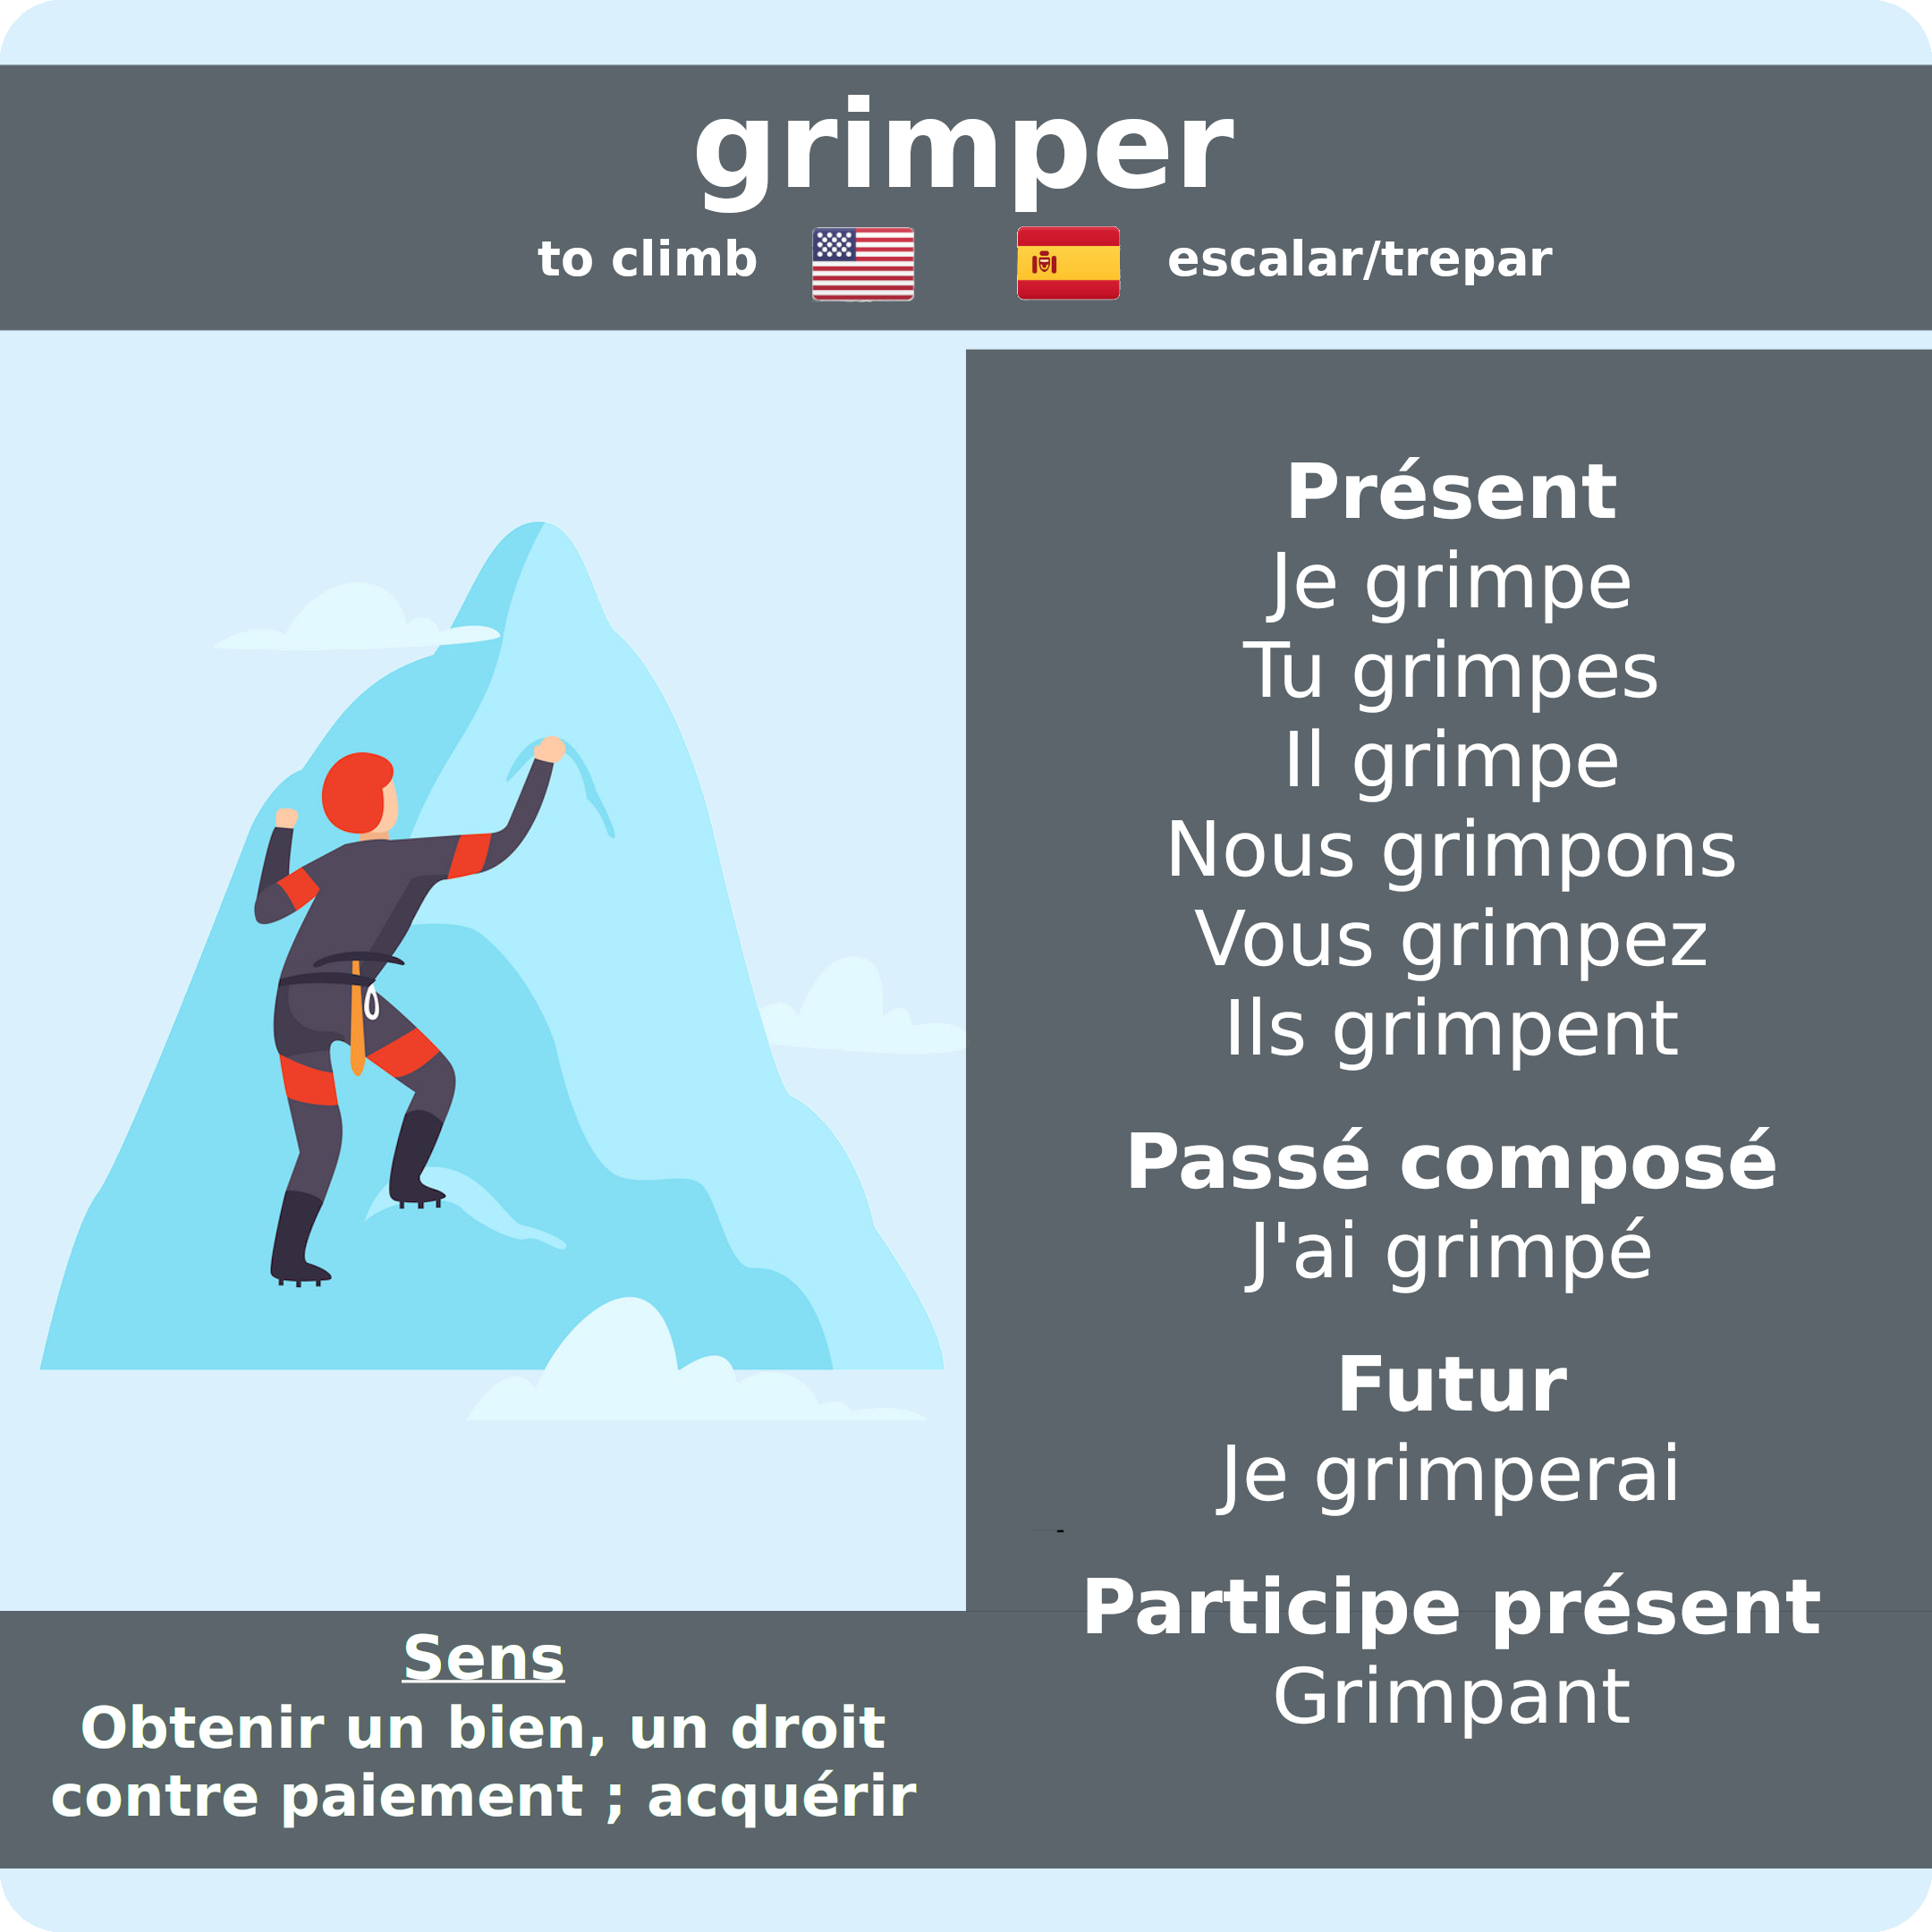 grimper
to climb
escalar/trepar
Présent
Je grimpe
Tu grimpes
Il grimpe
Nous grimpons
Vous grimpez
Ils grimpent
Passé composé
J'ai grimpé
Futur
Je grimperai
Participe présent
Grimpant
Sens
Obtenir un bien, un droit
contre paiement ; acquérir